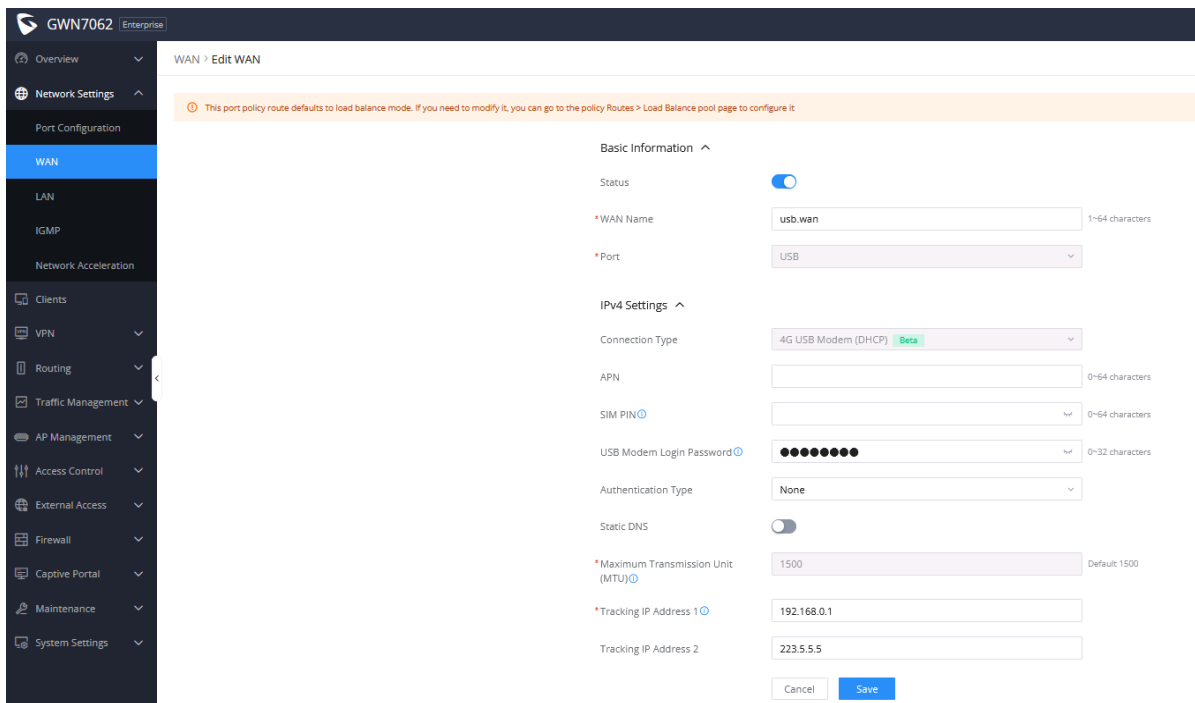 GWN7062 Enterprise
Overview
Network Settings
Port Configuration
WAN
LAN
IGMP
Network Acceleration
Clients
VPN
Routing
Traffic Management
AP Management
Access Control
External Access
Firewall
Captive Portal
Maintenance
System Settings
WAN > Edit WAN
This port policy route defaults to load balance mode. If you need to modify it, you can go to the policy Routes > Load Balance pool page to configure it
Basic Information
Status
*WAN Name usb.wan 1~64 characters
*Port USB
IPv4 Settings
Connection Type 4G USB Modem (DHCP) Beta
APN 0~64 characters
SIM PIN 0~64 characters
USB Modem Login Password ●●●●●●●● 0~32 characters
Authentication Type None
Static DNS
*Maximum Transmission Unit 1500 Default 1500
(MTU)
*Tracking IP Address 1 192.168.0.1
Tracking IP Address 2 223.5.5.5
Cancel Save